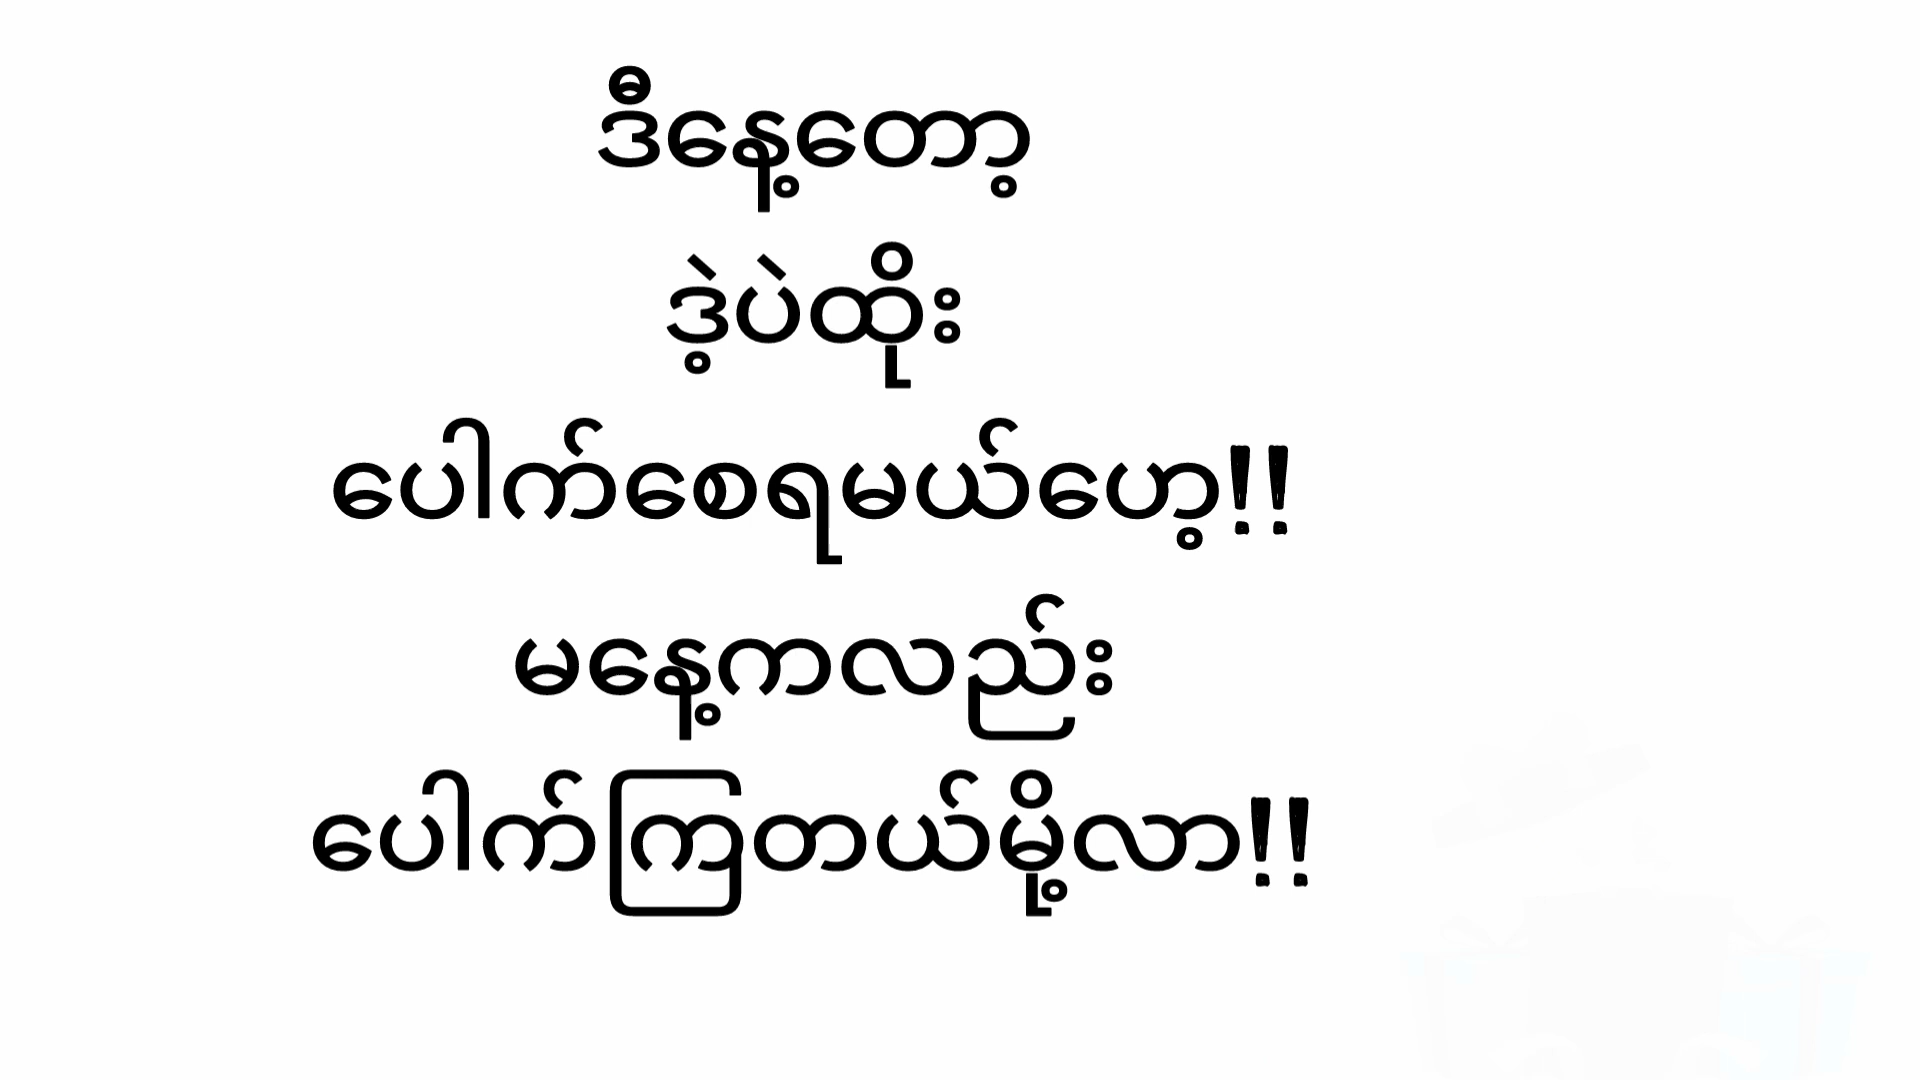 ဒီနေ့တော့
ဒဲ့ပဲထိုး
ပေါက်စေရမယ်ဟေ့!!
မနေ့ကလည်း
ပေါက်ကြတယ်မို့လာ!!